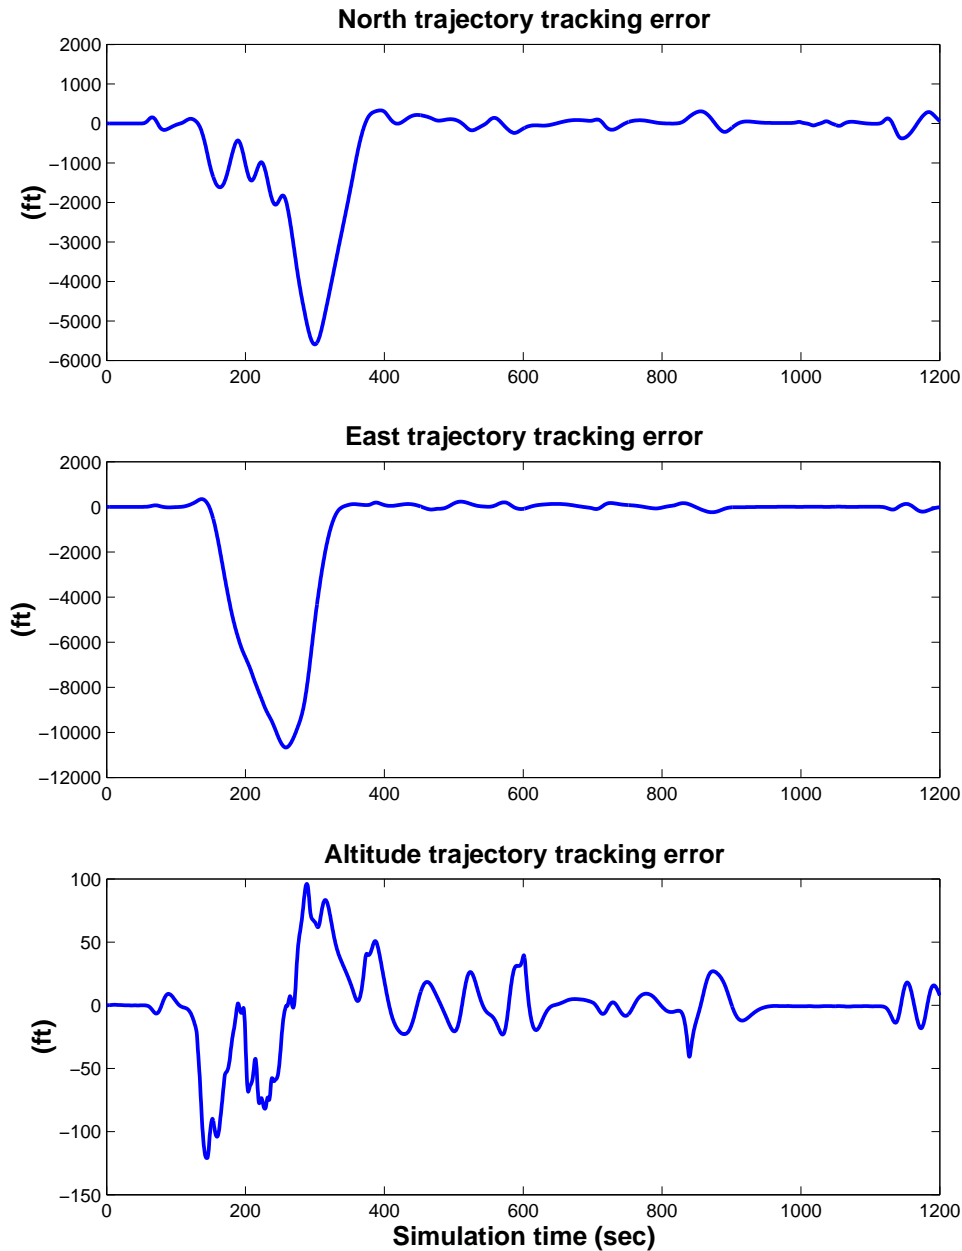 North trajectory tracking error
2000
1000
0
−1000
−2000
−3000
−4000
−5000
−6000
(ft)
0 200 400 600 800 1000 1200
East trajectory tracking error
2000
0
−2000
−4000
−6000
−8000
−10000
−12000
(ft)
0 200 400 600 800 1000 1200
Altitude trajectory tracking error
100
50
0
−50
−100
−150
(ft)
0 200 400 600 800 1000 1200
Simulation time (sec)